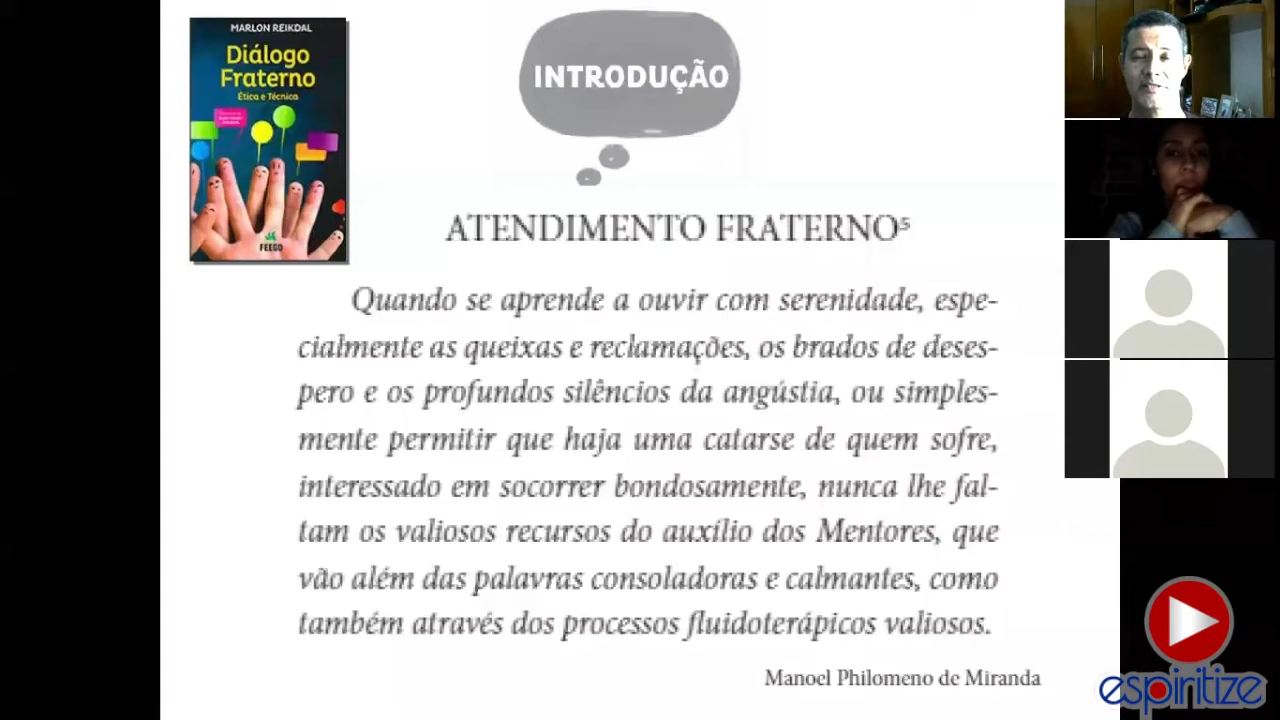 MARLON REIKDAL
Diálogo
Fraterno
Ética e Técnica
FEEGO
INTRODUÇÃO
ATENDIMENTO FRATERNO⁵
Quando se aprende a ouvir com serenidade, espe-
cialmente as queixas e reclamações, os brados de deses-
pero e os profundos silêncios da angústia, ou simples-
mente permitir que haja uma catarse de quem sofre,
interessado em socorrer bondosamente, nunca lhe fal-
tam os valiosos recursos do auxílio dos Mentores, que
vão além das palavras consoladoras e calmantes, como
também através dos processos fluidoterápicos valiosos.
Manoel Philomeno de Miranda
espiritize